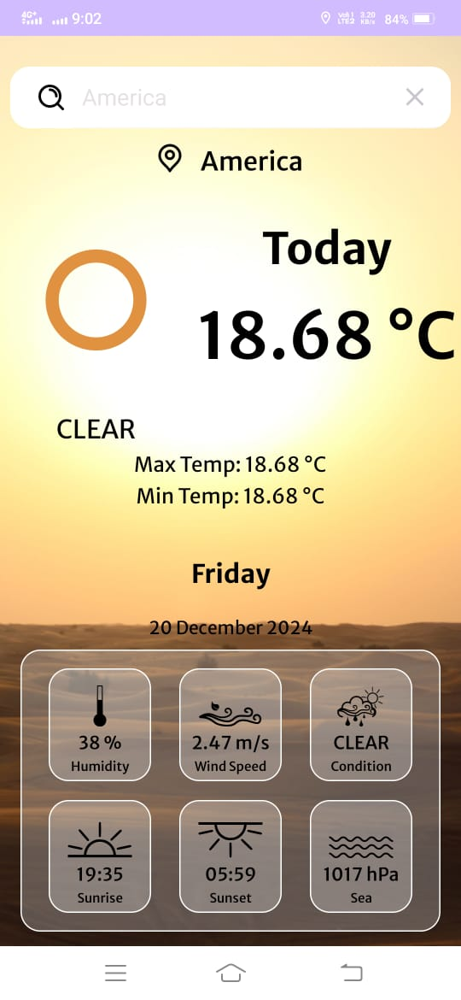 4G+ 9:02 Vo)) 1 LTE2 3.20 KB/s 84%
America
America
Today
18.68 °C
CLEAR
Max Temp: 18.68 °C
Min Temp: 18.68 °C
Friday
20 December 2024
38 % 2.47 m/s CLEAR
Humidity Wind Speed Condition
19:35 05:59 1017 hPa
Sunrise Sunset Sea